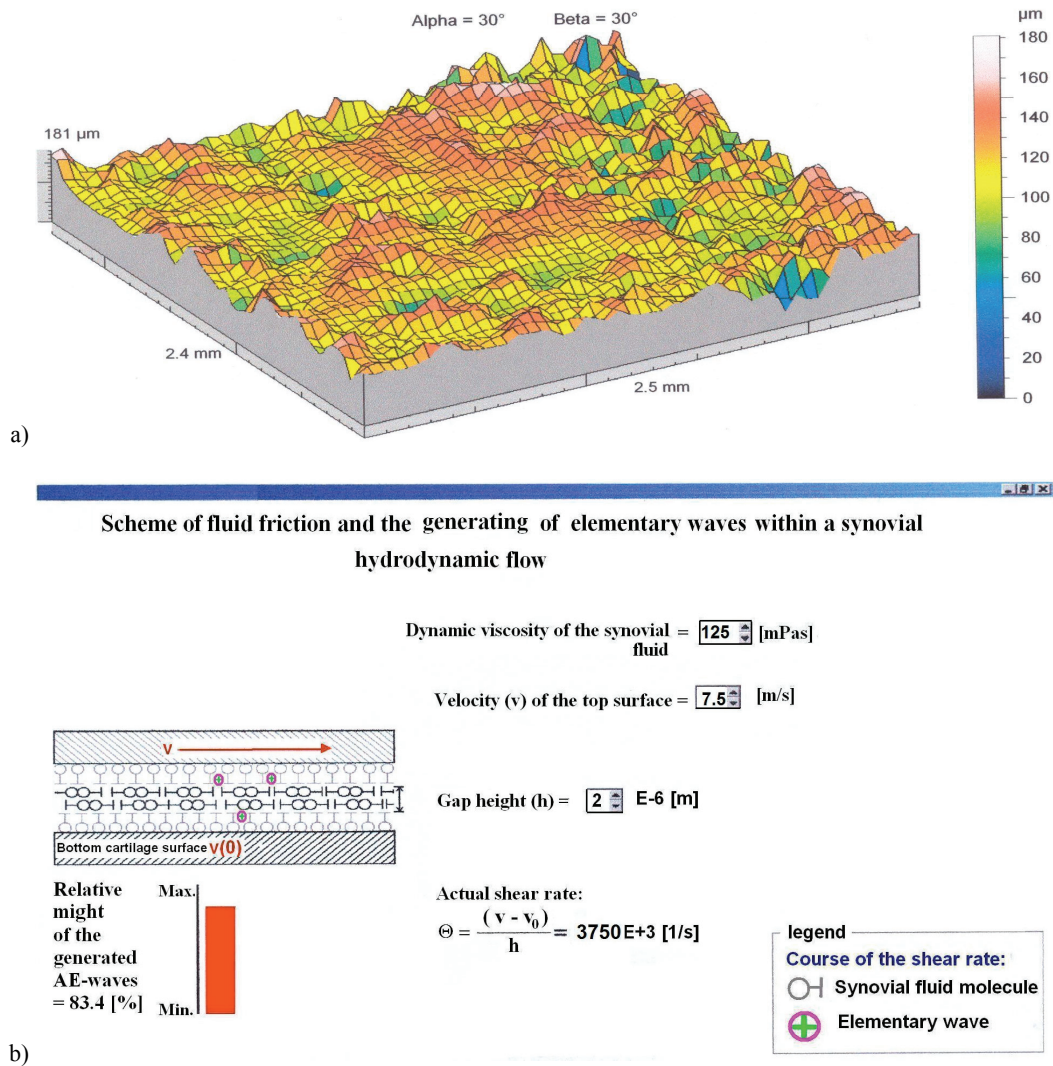 Alpha = 30°   Beta = 30°
µm
180
160
140
120
100
80
60
40
20
0
181 µm
2.4 mm
2.5 mm
a)
Scheme of fluid friction and the generating of elementary waves within a synovial
hydrodynamic flow
Dynamic viscosity of the synovial = 125 [mPas]
fluid
Velocity (v) of the top surface = 7.5 [m/s]
V
Gap height (h) = 2 E-6 [m]
Bottom cartilage surface V(0)
Relative
might
of the
generated
AE-waves
= 83.4 [%]
Max.
Min.
Actual shear rate:
Θ = (v - v₀) / h = 3750 E+3 [1/s]
legend
Course of the shear rate:
Synovial fluid molecule
Elementary wave
b)